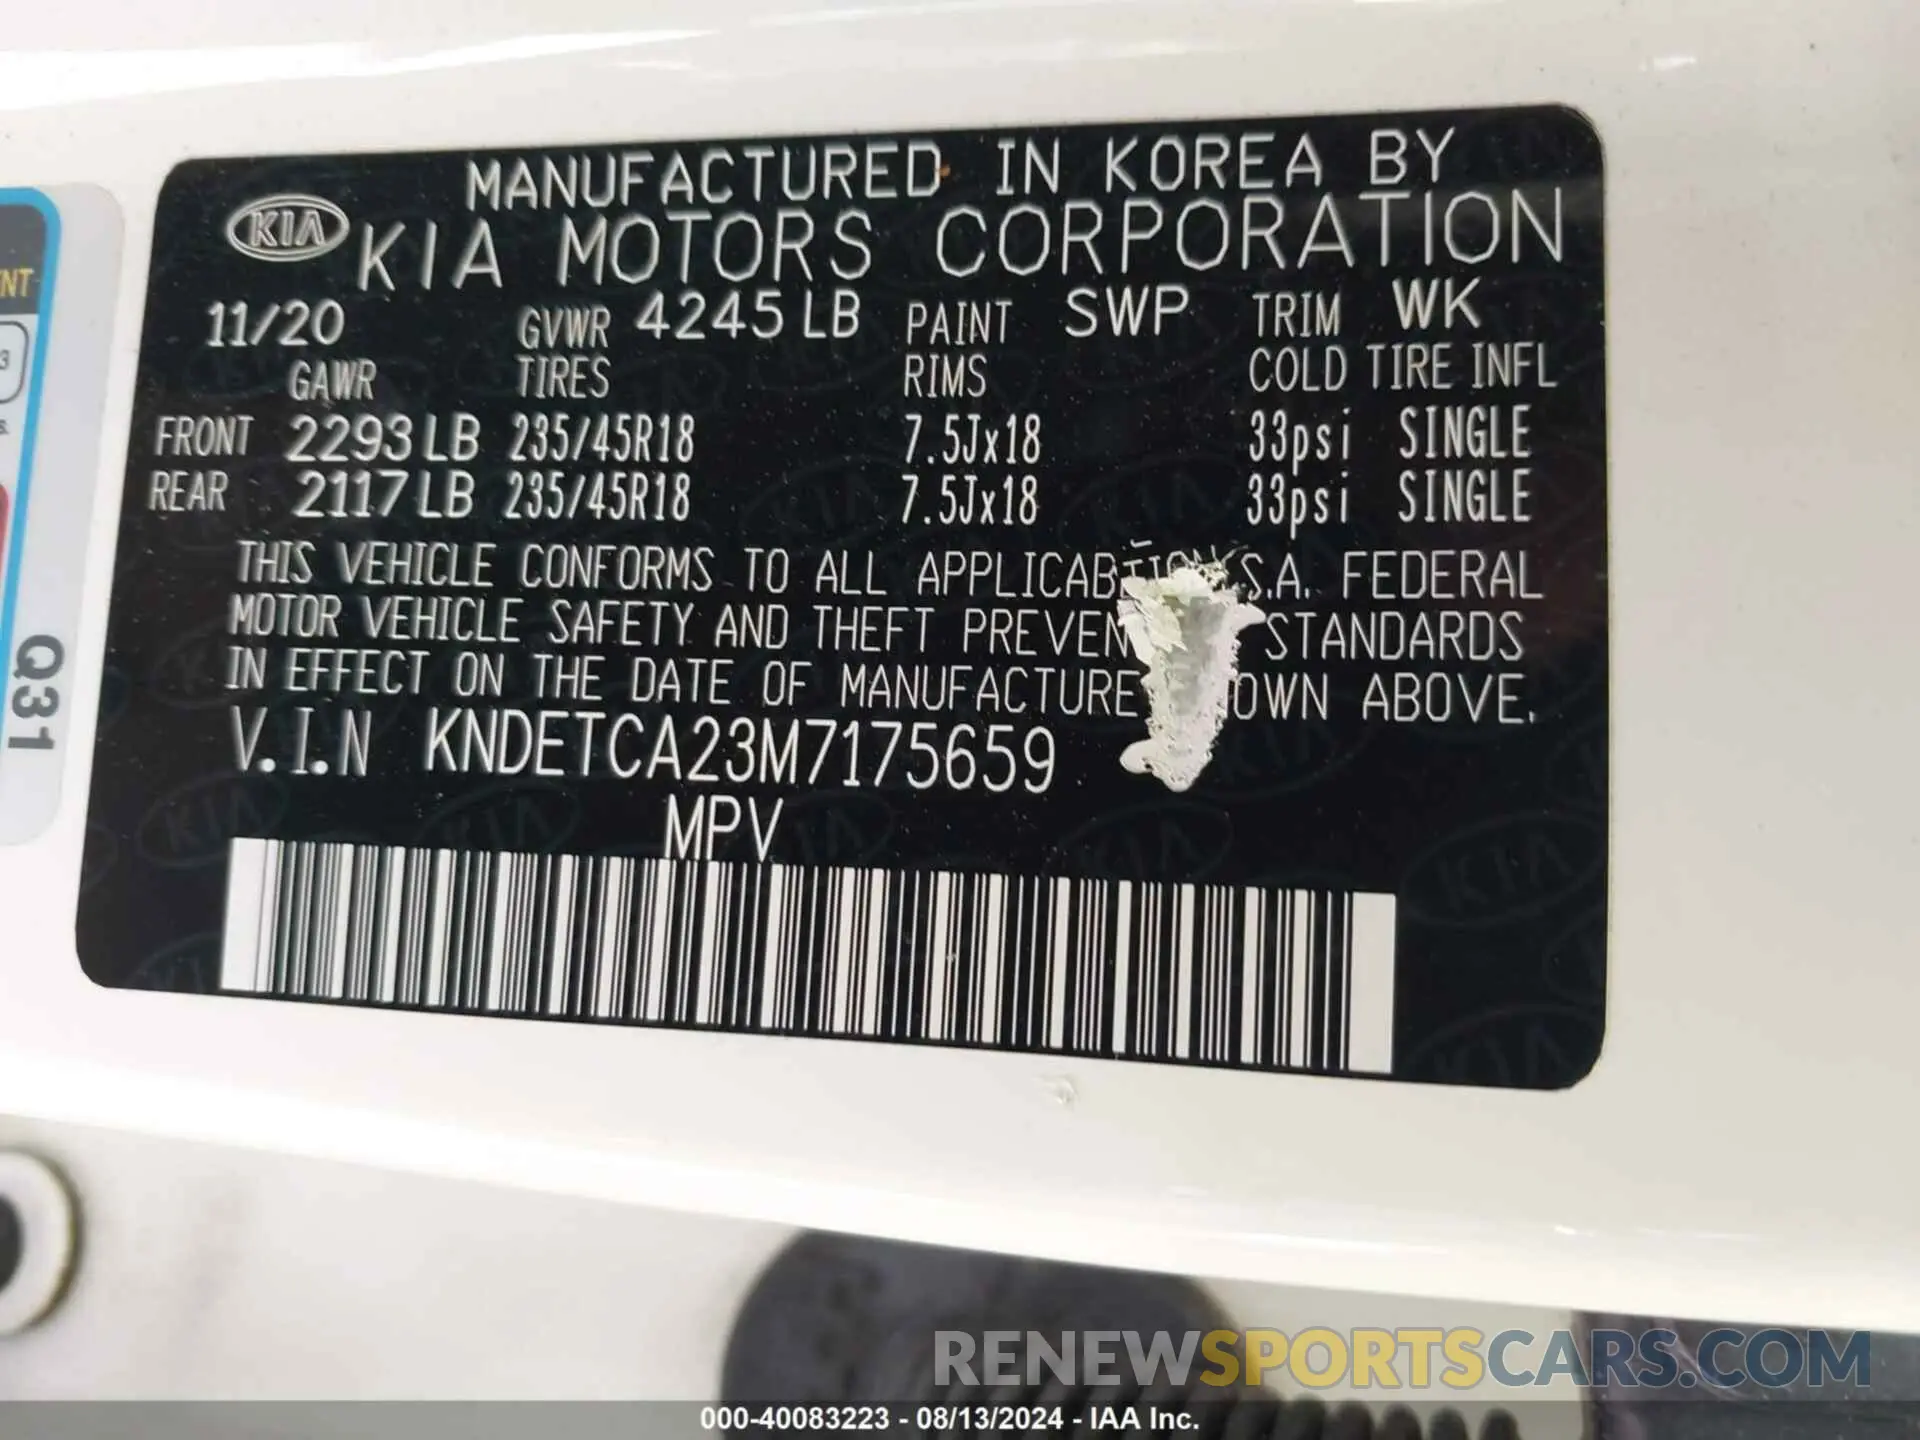 MANUFACTURED IN KOREA BY
KIA KIA MOTORS CORPORATION
11/20 GVWR 4245 LB PAINT SWP TRIM WK
GAWR TIRES RIMS COLD TIRE INFL
FRONT 2293 LB 235/45R18 7.5Jx18 33psi SINGLE
REAR 2117 LB 235/45R18 7.5Jx18 33psi SINGLE
THIS VEHICLE CONFORMS TO ALL S.A. FEDERAL
MOTOR VEHICLE SAFETY AND THEFT STANDARDS
IN EFFECT ON THE DATE OF MANUFACTURE OWN ABOVE.
V.I.N KNDETCA23M7175659
MPV
NT
3
s.
Q31
RENEWSPORTSCARS.COM
000-40083223 - 08/13/2024 - IAA Inc.